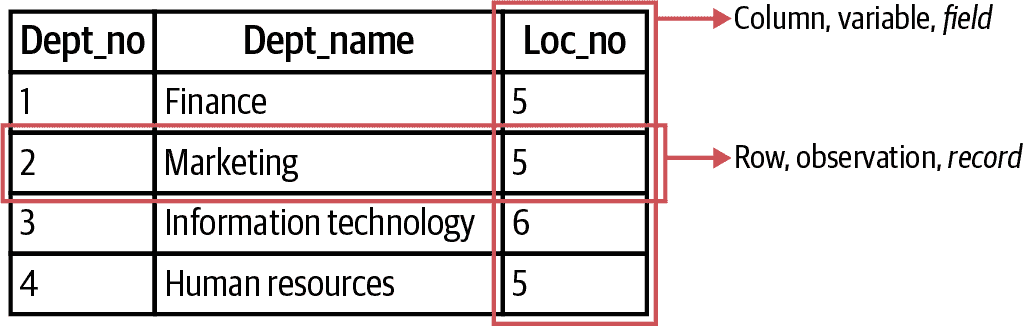 Column, variable, field
Dept_no Dept_name Loc_no
1 Finance 5
2 Marketing 5
Row, observation, record
3 Information technology 6
4 Human resources 5